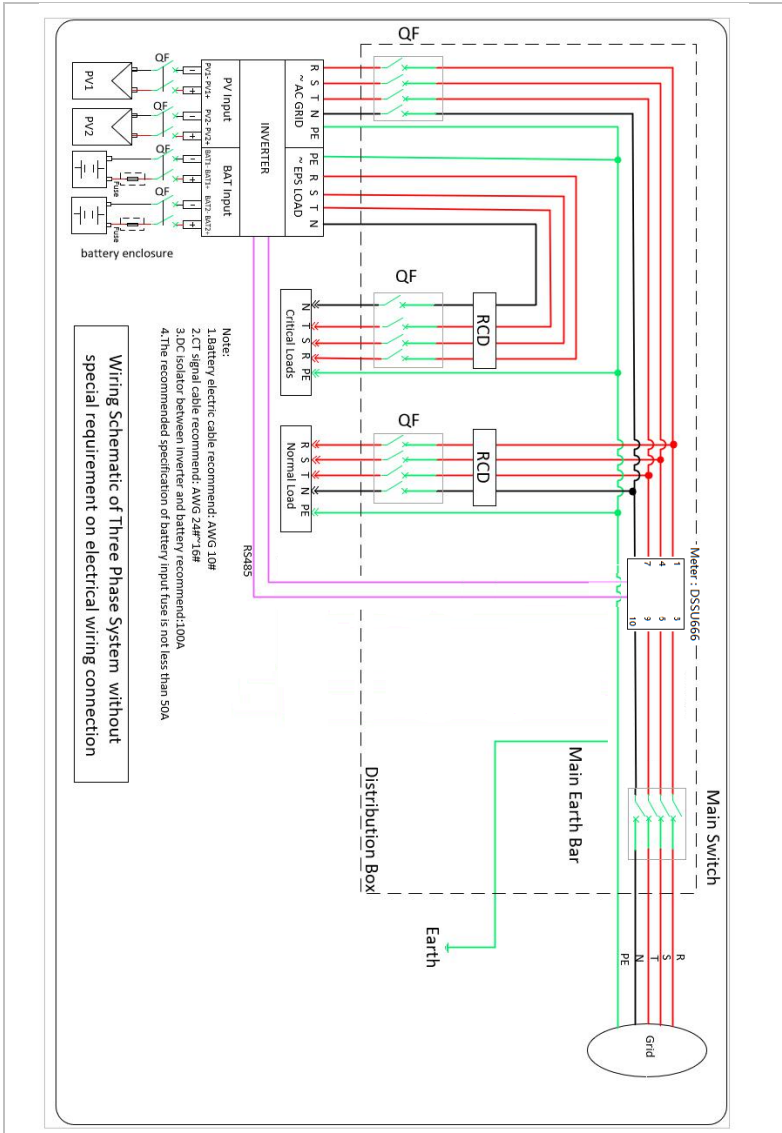 QF
QF
PV1
QF
PV2
QF
Fuse
QF
Fuse
battery enclosure
−
+
−
+
−
+
−
+
PV1- PV1+
PV2- PV2+
BAT1- BAT1+
BAT2- BAT2+
PV Input
BAT Input
INVERTER
~ AC GRID
~ EPS LOAD
R
S
T
N
PE
PE
R
S
T
N
QF
RCD
N
T
S
R
PE
Critical Loads
QF
RCD
R
S
T
N
PE
Normal Load
RS485
Meter : DSSU666
1
4
7
3
6
9
10
Main Switch
Main Earth Bar
Distribution Box
Earth
R
S
T
N
PE
Grid
Note:
1.Battery electric cable recommend: AWG 10#
2.CT signal cable recommend: AWG 24#~16#
3.DC isolator between inverter and battery recommend:100A
4.The recommended specification of battery input fuse is not less than 50A
Wiring Schematic of Three Phase System without
special requirement on electrical wiring connection